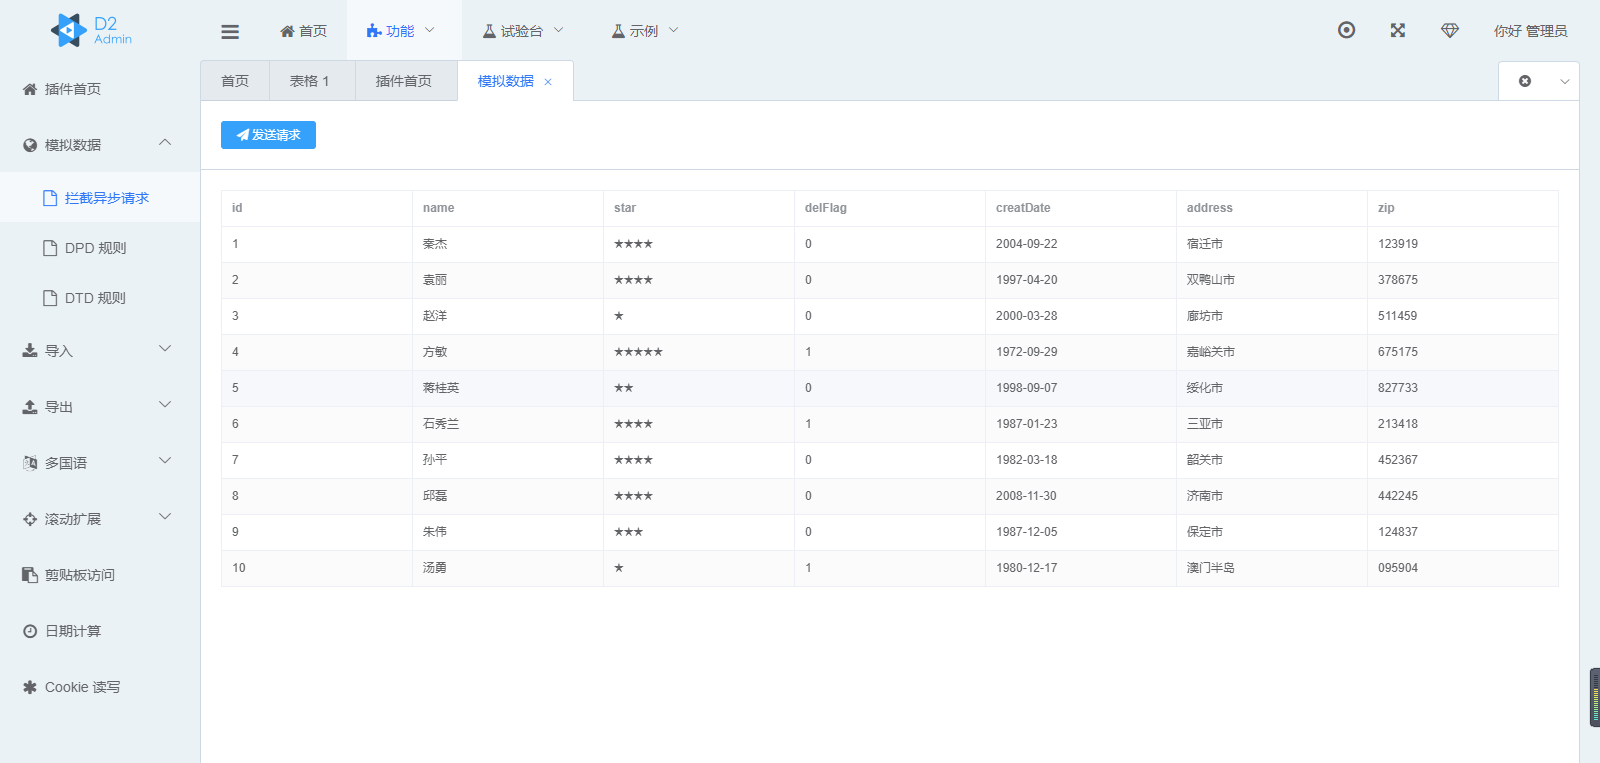 D2
Admin
首页
功能
试验台
示例
你好 管理员
首页
表格 1
插件首页
模拟数据
插件首页
模拟数据
拦截异步请求
DPD 规则
DTD 规则
导入
导出
多国语
滚动扩展
剪贴板访问
日期计算
Cookie 读写
发送请求
id name star delFlag creatDate address zip
1 秦杰 ★★★★ 0 2004-09-22 宿迁市 123919
2 袁丽 ★★★★ 0 1997-04-20 双鸭山市 378675
3 赵洋 ★ 0 2000-03-28 廊坊市 511459
4 方敏 ★★★★★ 1 1972-09-29 嘉峪关市 675175
5 蒋桂英 ★★ 0 1998-09-07 绥化市 827733
6 石秀兰 ★★★★ 1 1987-01-23 三亚市 213418
7 孙平 ★★★★ 0 1982-03-18 韶关市 452367
8 邱磊 ★★★★ 0 2008-11-30 济南市 442245
9 朱伟 ★★★ 0 1987-12-05 保定市 124837
10 汤勇 ★ 1 1980-12-17 澳门半岛 095904